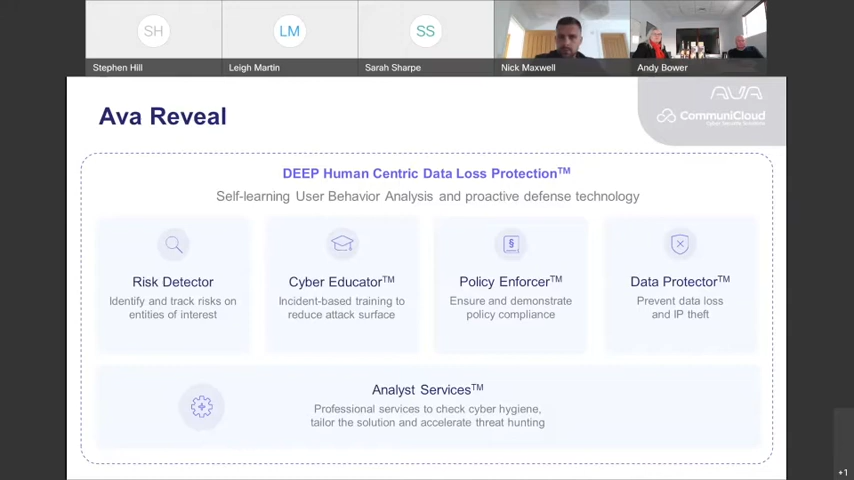 SH
LM
SS
Stephen Hill
Leigh Martin
Sarah Sharpe
Nick Maxwell
Andy Bower
Ava Reveal
AVA
CommuniCloud
DEEP Human Centric Data Loss Protection™
Self-learning User Behavior Analysis and proactive defense technology
Risk Detector
Identify and track risks on
entities of interest
Cyber Educator™
Incident-based training to
reduce attack surface
§
Policy Enforcer™
Ensure and demonstrate
policy compliance
Data Protector™
Prevent data loss
and IP theft
Analyst Services™
Professional services to check cyber hygiene,
tailor the solution and accelerate threat hunting
+1